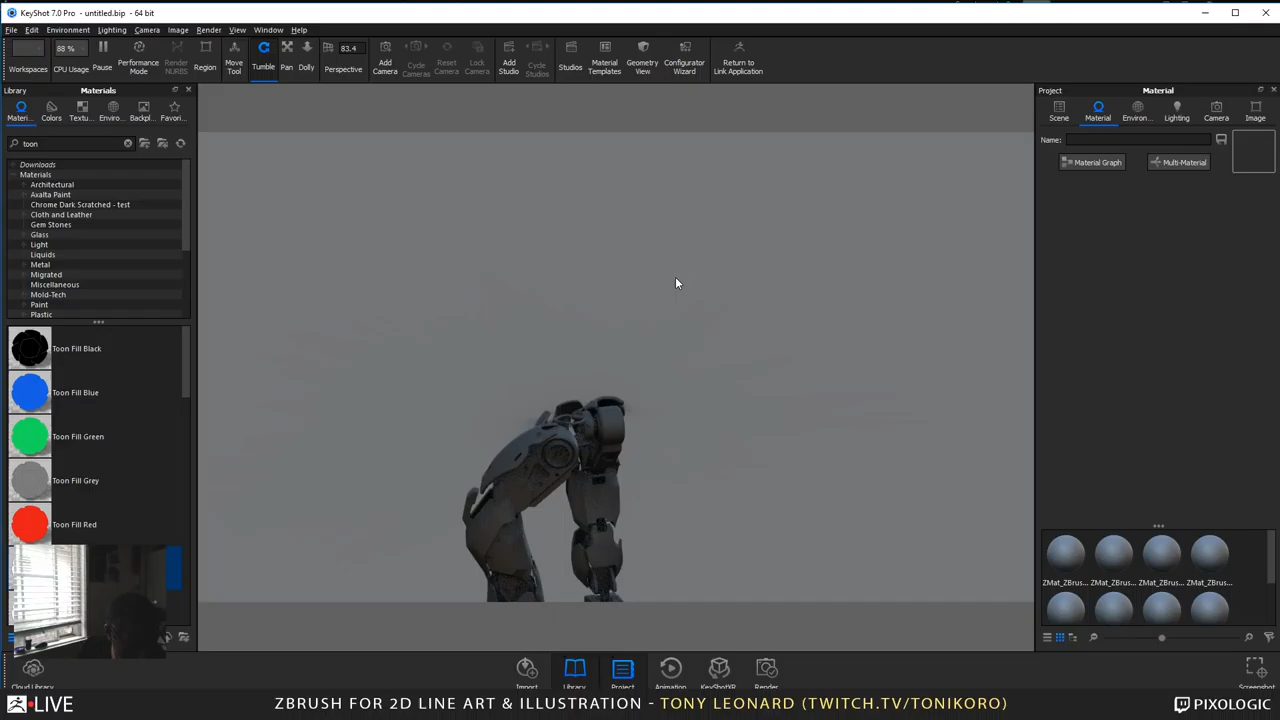 KeyShot 7.0 Pro - untitled.bip - 64 bit
File Edit Environment Lighting Camera Image Render View Window Help
88 % 83.4
Workspaces CPU Usage Pause Performance Mode Render NURBS Region Move Tool Tumble Pan Dolly Perspective Add Camera Cycle Cameras Reset Camera Lock Camera Add Studio Cycle Studios Studios Material Templates Geometry View Configurator Wizard Return to Link Application
Library Materials
Materi... Colors Textu... Enviro... Backpl... Favori...
toon
Downloads
Materials
Architectural
Axalta Paint
Chrome Dark Scratched - test
Cloth and Leather
Gem Stones
Glass
Light
Liquids
Metal
Migrated
Miscellaneous
Mold-Tech
Paint
Plastic
Toon Fill Black
Toon Fill Blue
Toon Fill Green
Toon Fill Grey
Toon Fill Red
Project Material
Scene Material Environ... Lighting Camera Image
Name:
Material Graph Multi-Material
ZMat_ZBrus... ZMat_ZBrus... ZMat_ZBrus... ZMat_ZBrus...
Cloud Library Import Library Project Animation KeyShotXR Render Screenshot
LIVE ZBRUSH FOR 2D LINE ART & ILLUSTRATION - TONY LEONARD (TWITCH.TV/TONIKORO) PIXOLOGIC